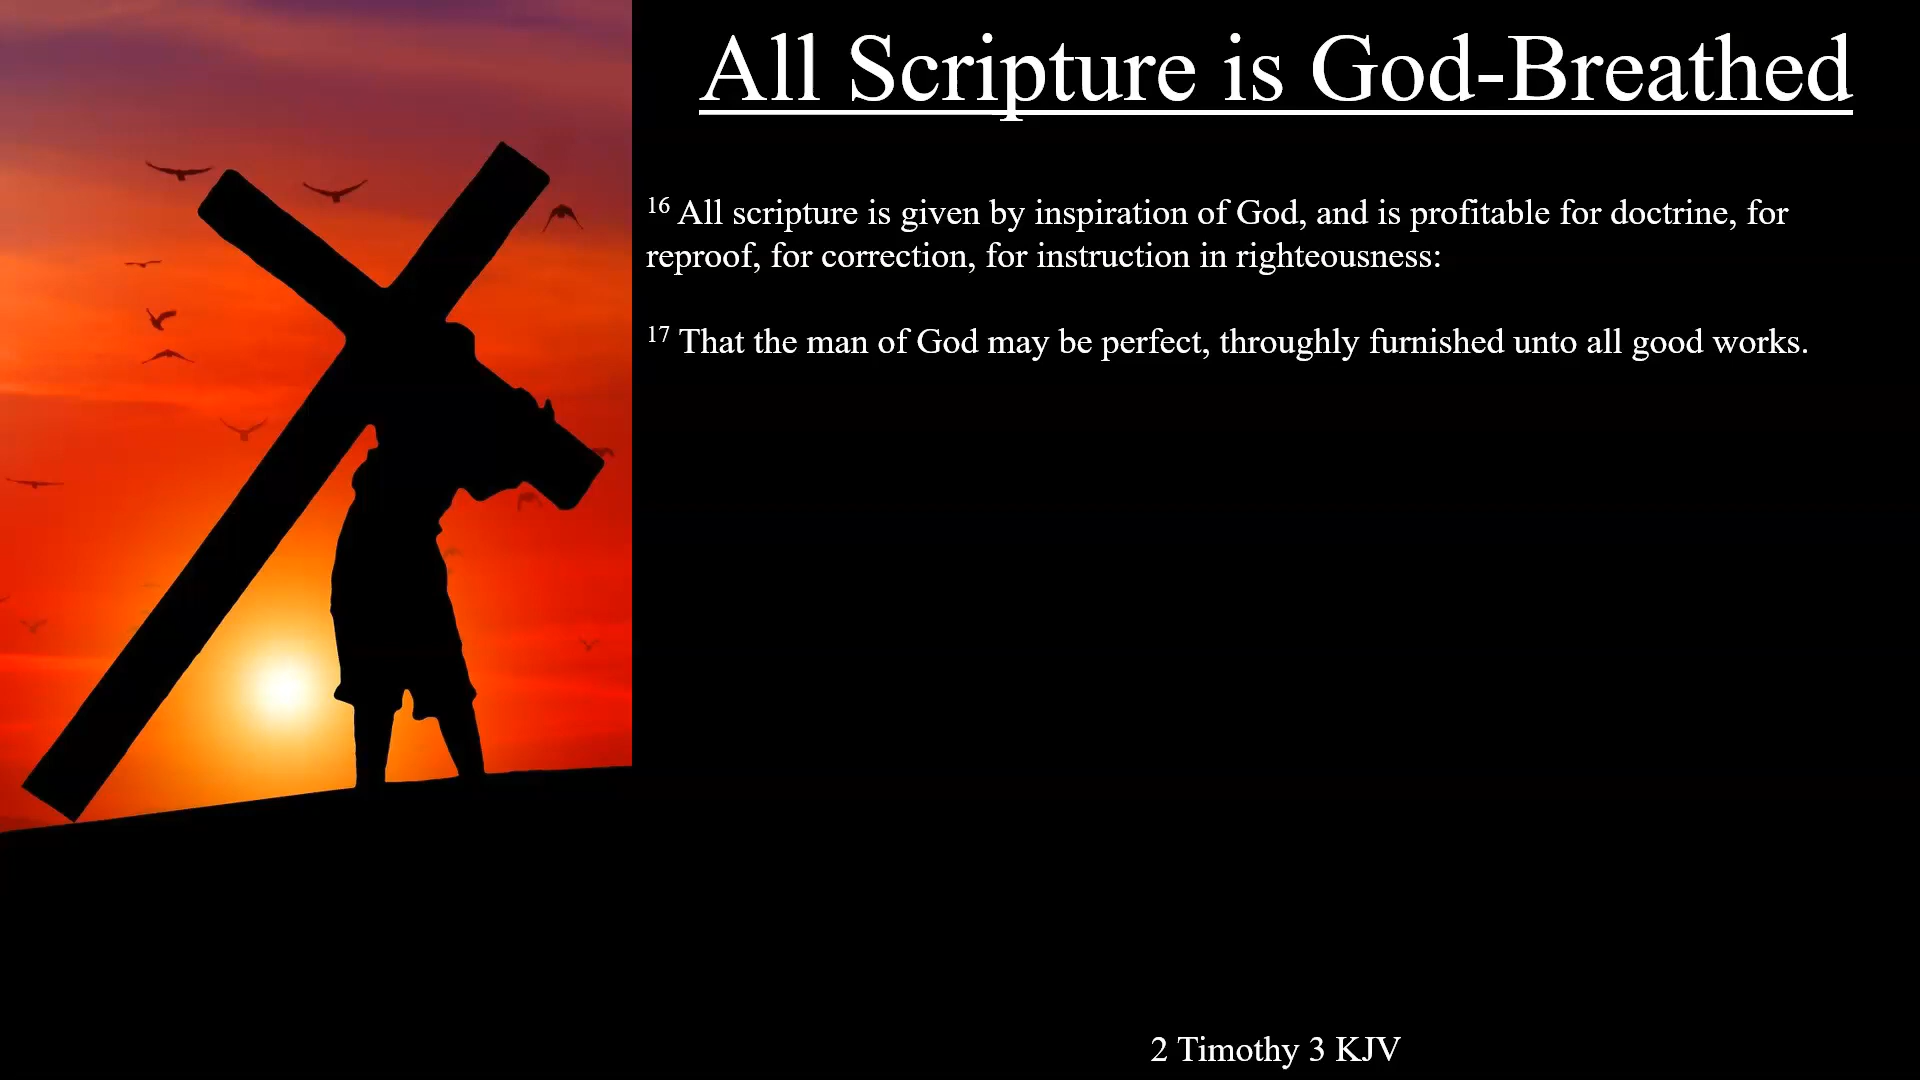 All Scripture is God-Breathed
16 All scripture is given by inspiration of God, and is profitable for doctrine, for
reproof, for correction, for instruction in righteousness:
17 That the man of God may be perfect, throughly furnished unto all good works.
2 Timothy 3 KJV